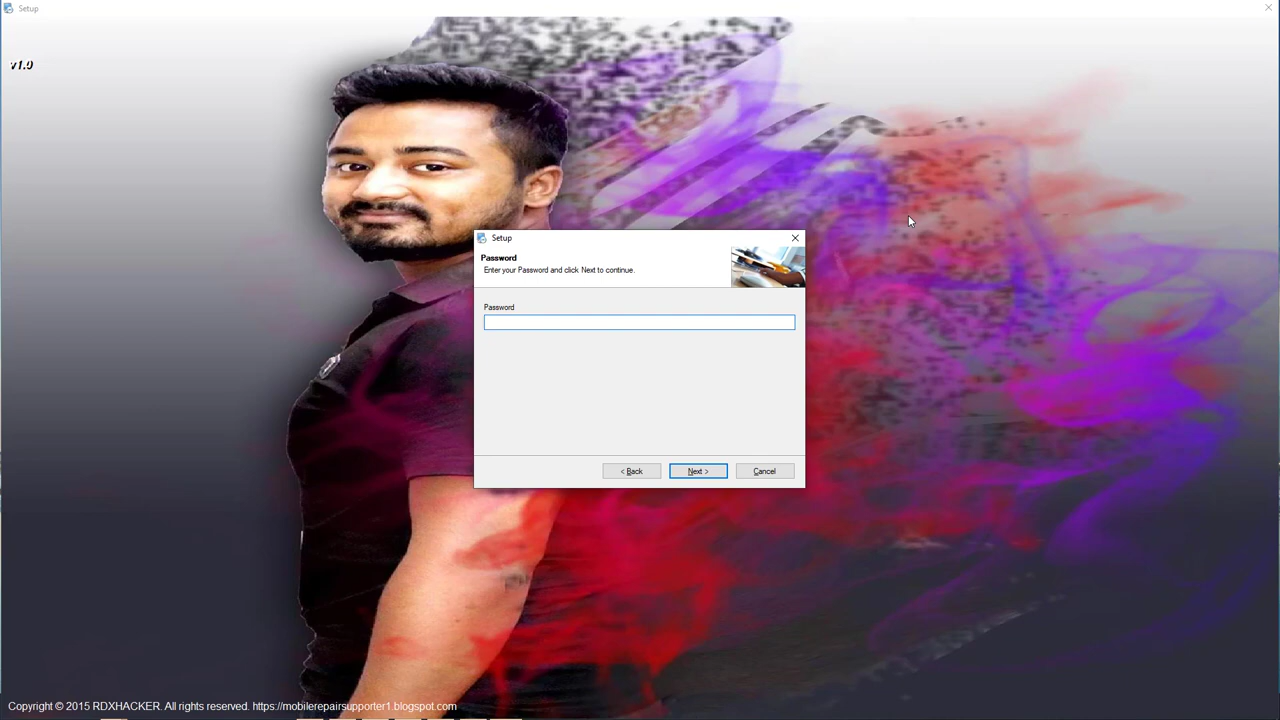 Setup
v1.0
Setup
Password
Enter your Password and click Next to continue.
Password
< Back
Next >
Cancel
Copyright © 2015 RDXHACKER. All rights reserved. https://mobilerepairsupporter1.blogspot.com